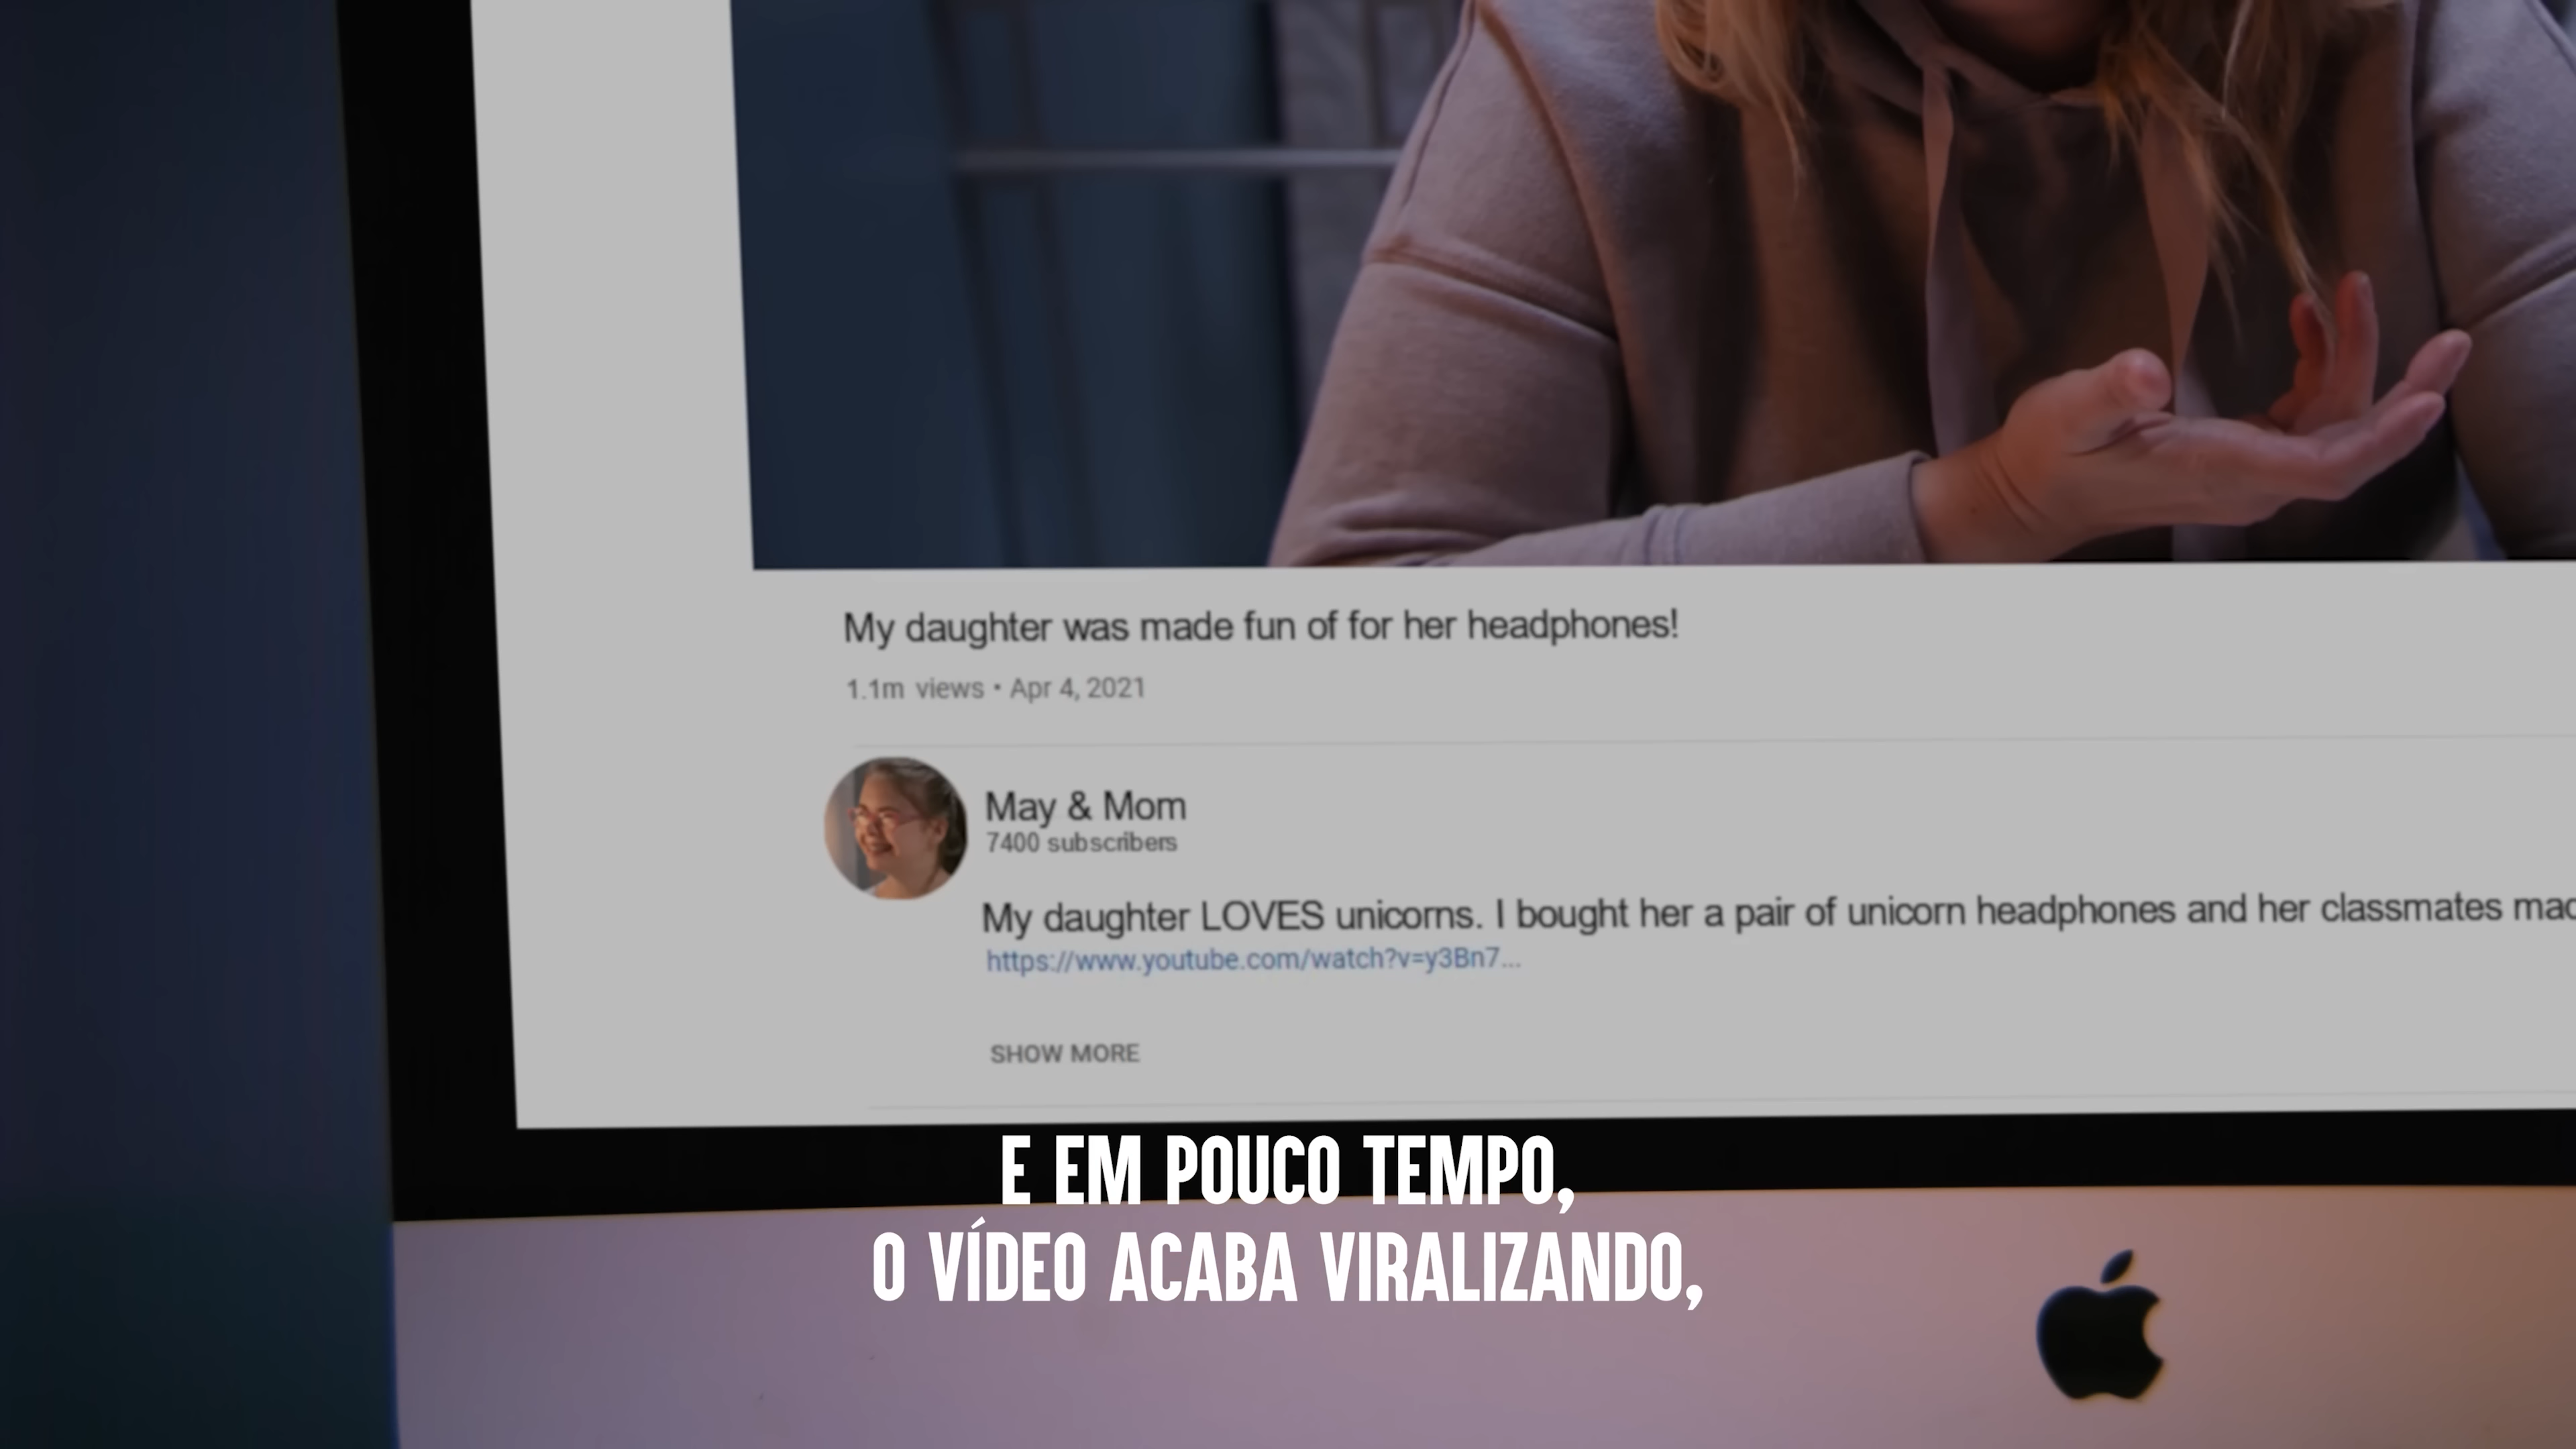 My daughter was made fun of for her headphones!
1.1m views • Apr 4, 2021
May & Mom
7400 subscribers
My daughter LOVES unicorns. I bought her a pair of unicorn headphones and her classmates
https://www.youtube.com/watch?v=y3Bn7...
SHOW MORE
E EM POUCO TEMPO,
O VÍDEO ACABA VIRALIZANDO,